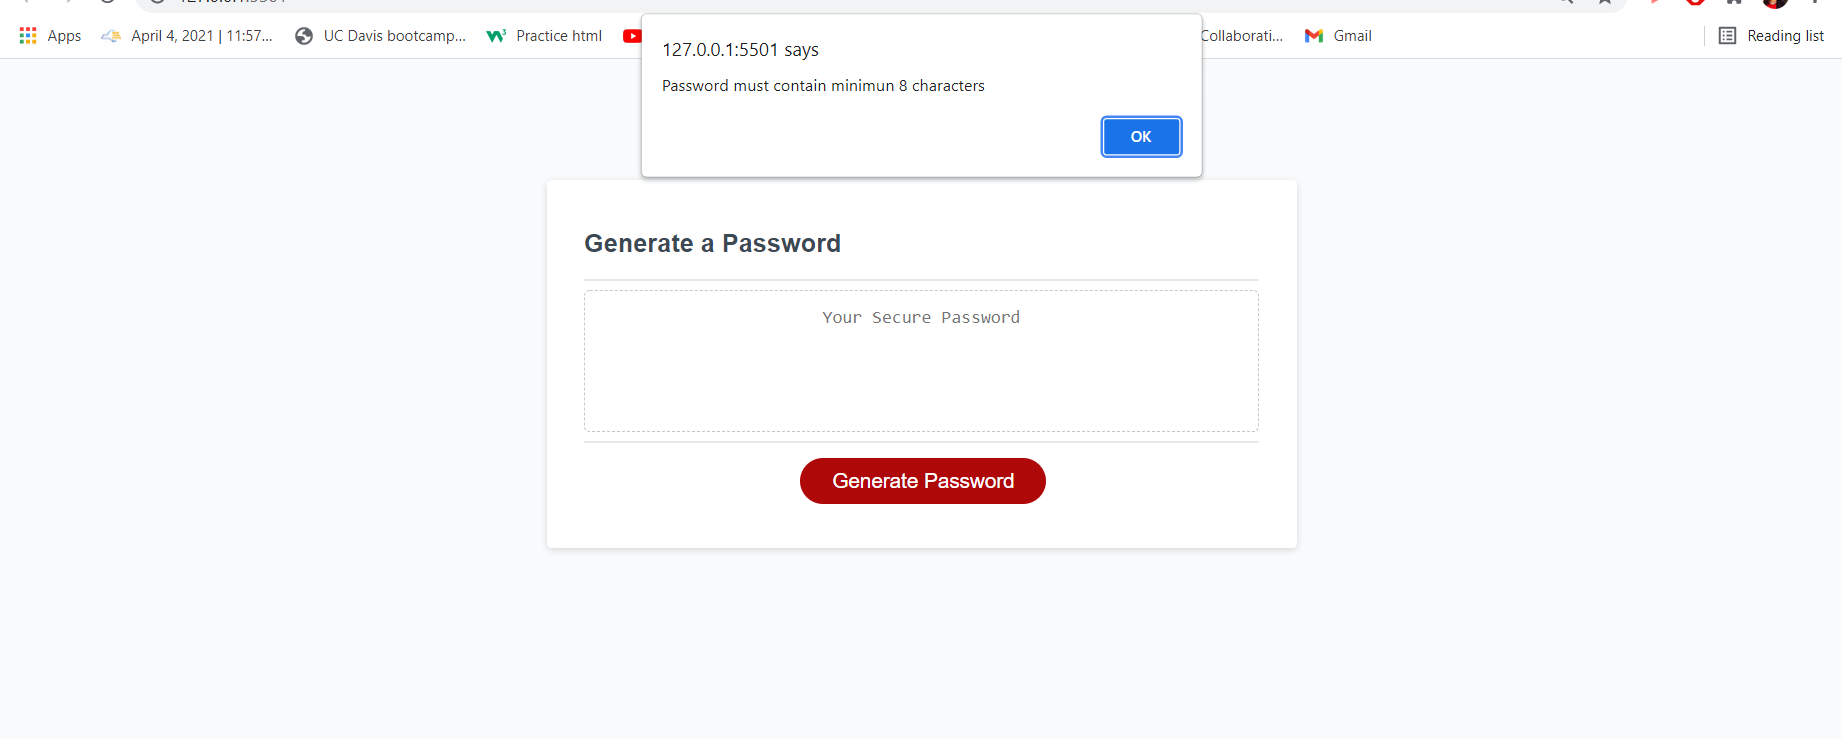 Apps
April 4, 2021 | 11:57...
UC Davis bootcamp...
Practice html
Collaborati...
Gmail
Reading list
127.0.0.1:5501 says
Password must contain minimun 8 characters
OK
Generate a Password
Your Secure Password
Generate Password